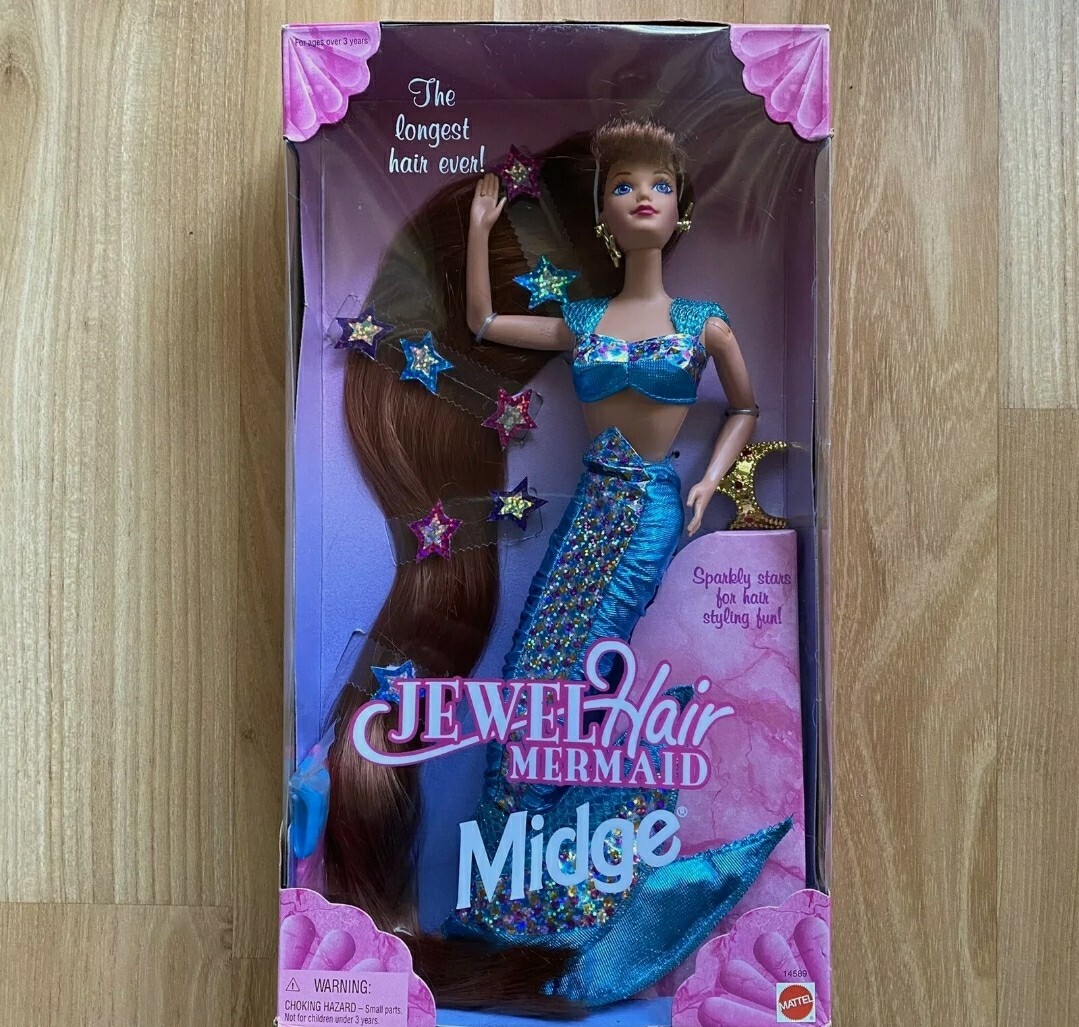 For ages over 3 years
The
longest
hair ever!
Sparkly stars
for hair
styling fun!
JEWEL Hair
MERMAID
Midge®
14589
MATTEL
⚠ WARNING:
CHOKING HAZARD – Small parts.
Not for children under 3 years.